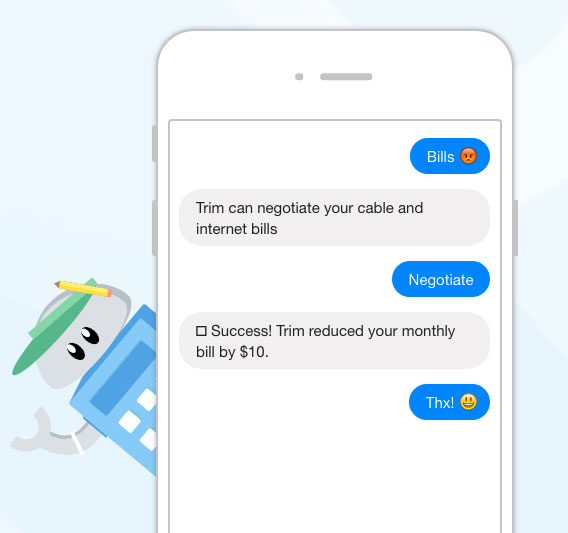 Bills 😡
Trim can negotiate your cable and
internet bills
Negotiate
□ Success! Trim reduced your monthly
bill by $10.
Thx! 😃